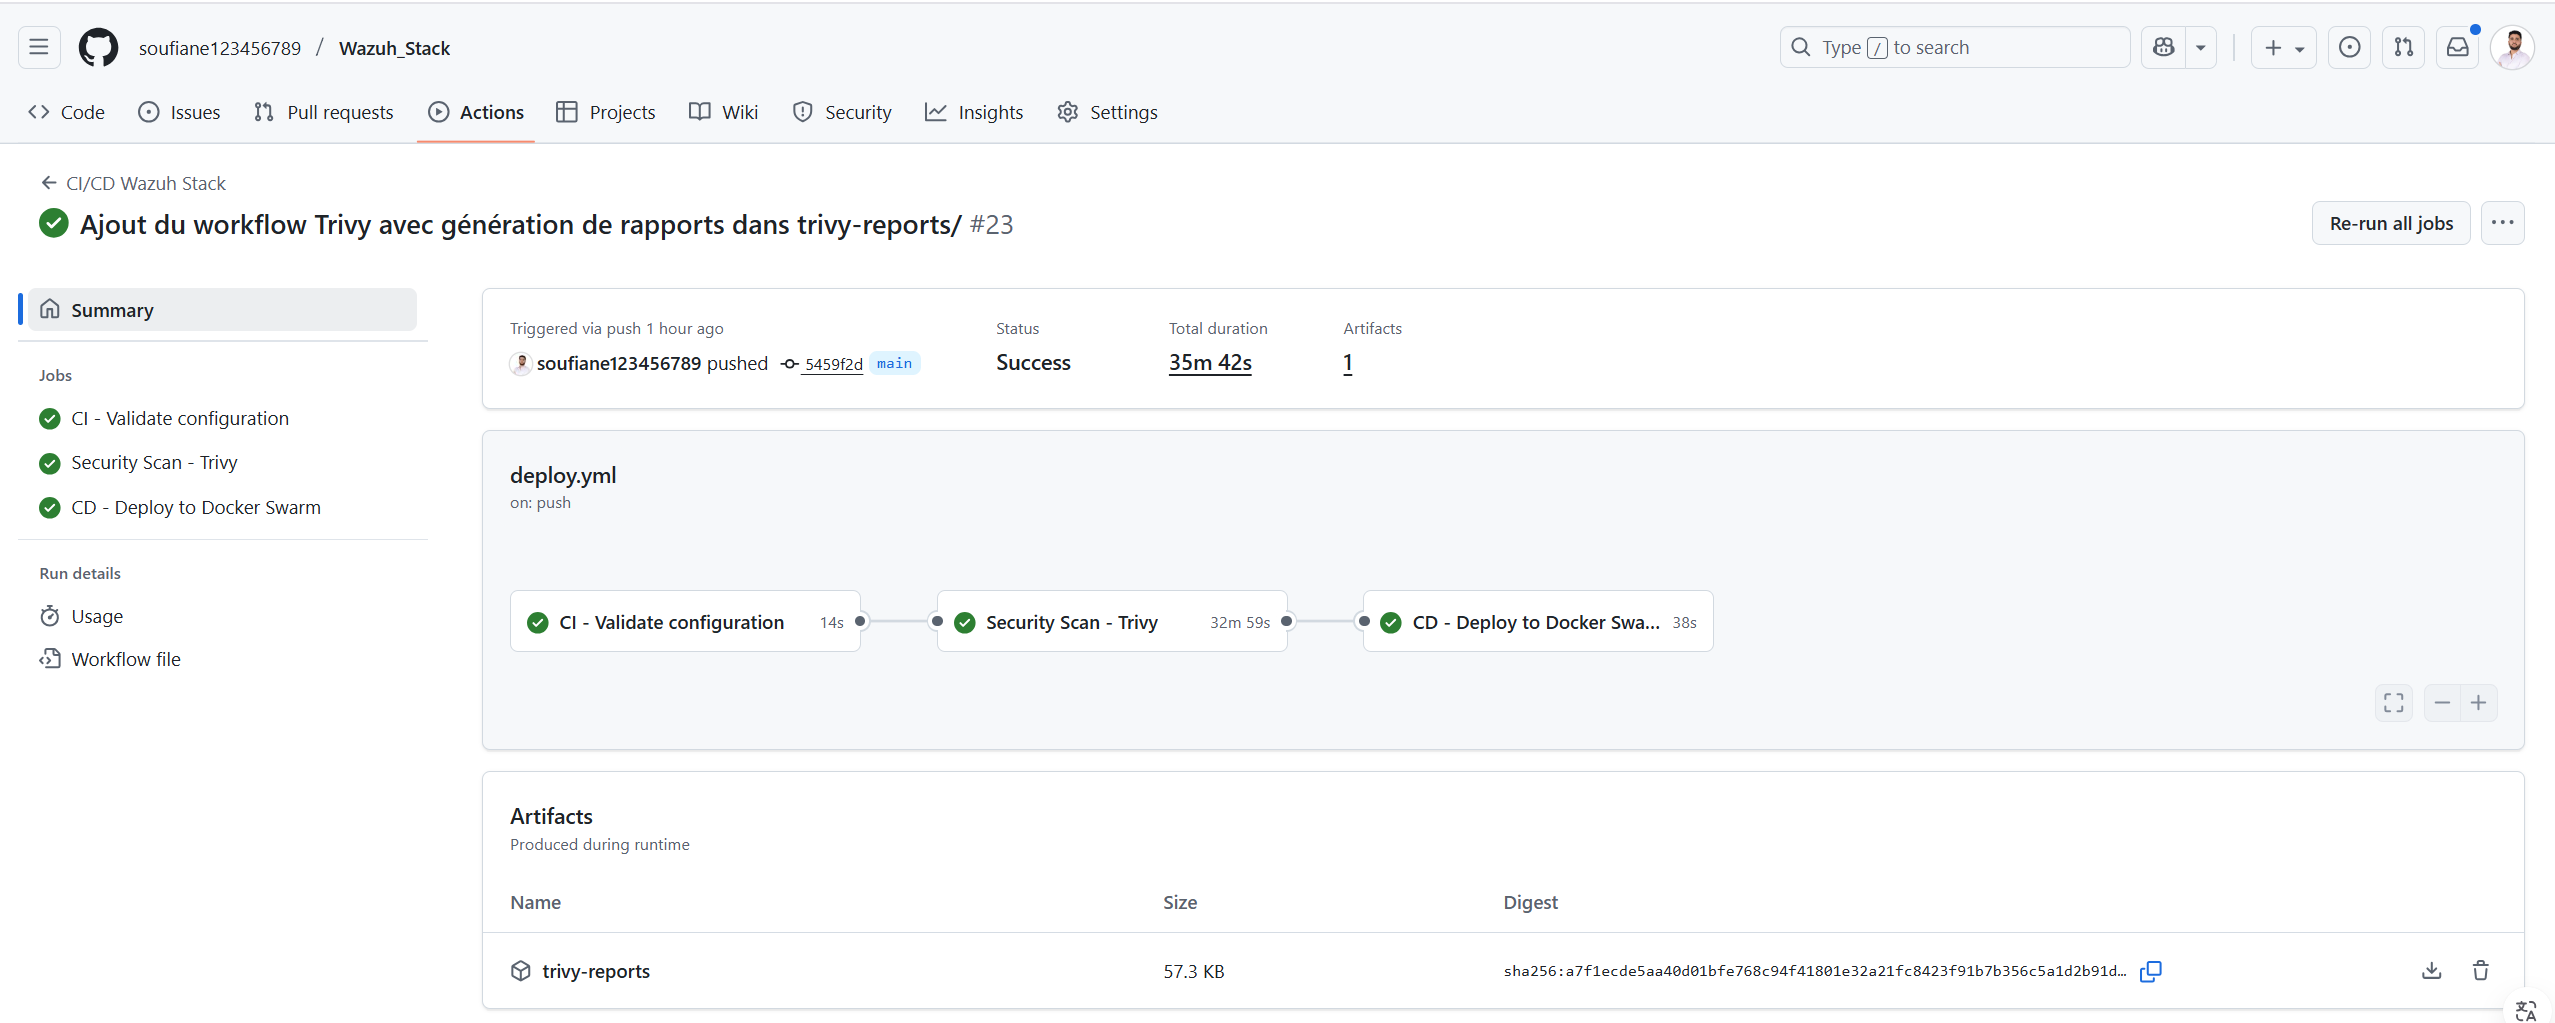 soufiane123456789 / Wazuh_Stack
Type / to search
Code Issues Pull requests Actions Projects Wiki Security Insights Settings
CI/CD Wazuh Stack
Ajout du workflow Trivy avec génération de rapports dans trivy-reports/ #23
Re-run all jobs
Summary
Jobs
CI - Validate configuration
Security Scan - Trivy
CD - Deploy to Docker Swarm
Run details
Usage
Workflow file
Triggered via push 1 hour ago
soufiane123456789 pushed 5459f2d main
Status
Success
Total duration
35m 42s
Artifacts
1
deploy.yml
on: push
CI - Validate configuration 14s
Security Scan - Trivy 32m 59s
CD - Deploy to Docker Swa... 38s
Artifacts
Produced during runtime
Name Size Digest
trivy-reports 57.3 KB sha256:a7f1ecde5aa40d01bfe768c94f41801e32a21fc8423f91b7b356c5a1d2b91d…